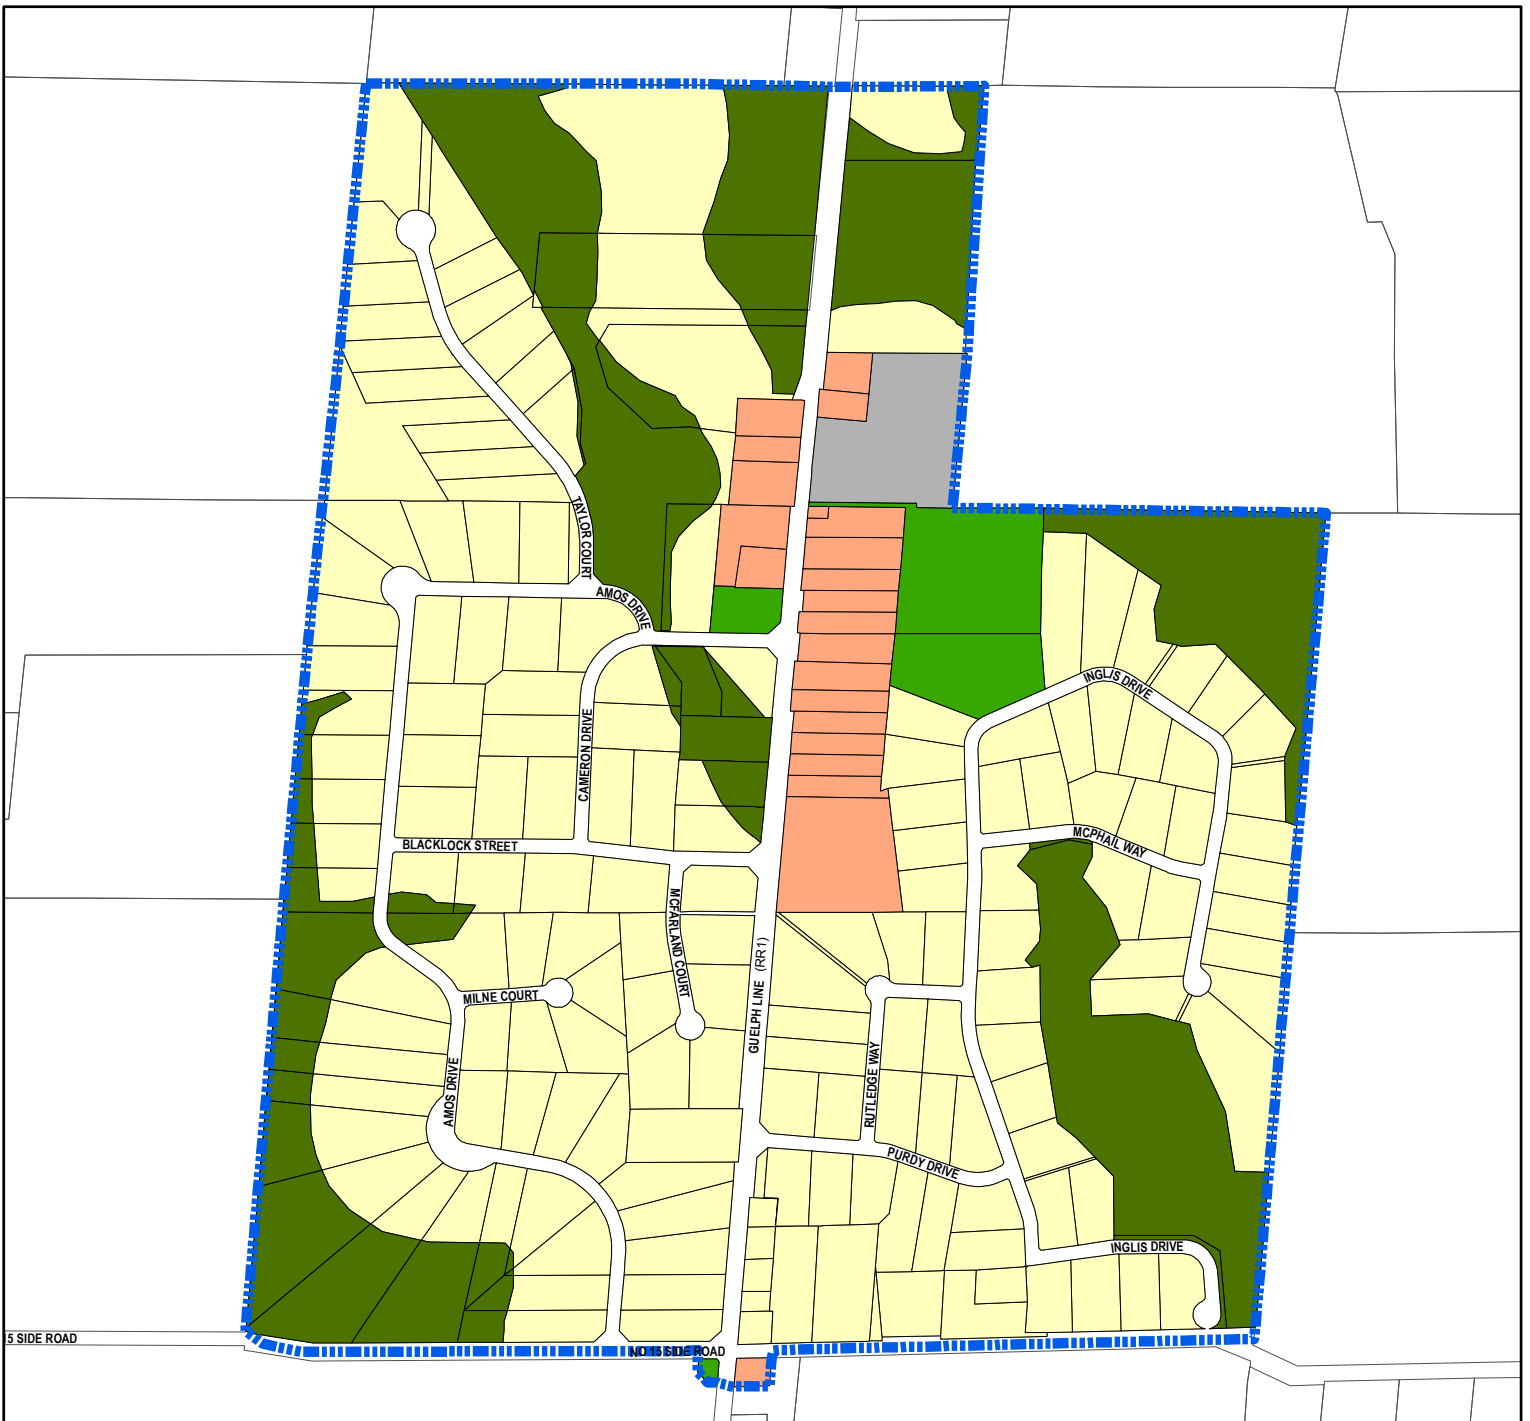 TAYLOR COURT
AMOS DRIVE
INGLIS DRIVE
CAMERON DRIVE
BLACKLOCK STREET
MCPHAIL WAY
MCFARLAND COURT
GUELPH LINE (RR1)
MILNE COURT
AMOS DRIVE
RUTLEDGE WAY
PURDY DRIVE
INGLIS DRIVE
15 SIDE ROAD
NO 15 SIDE ROAD